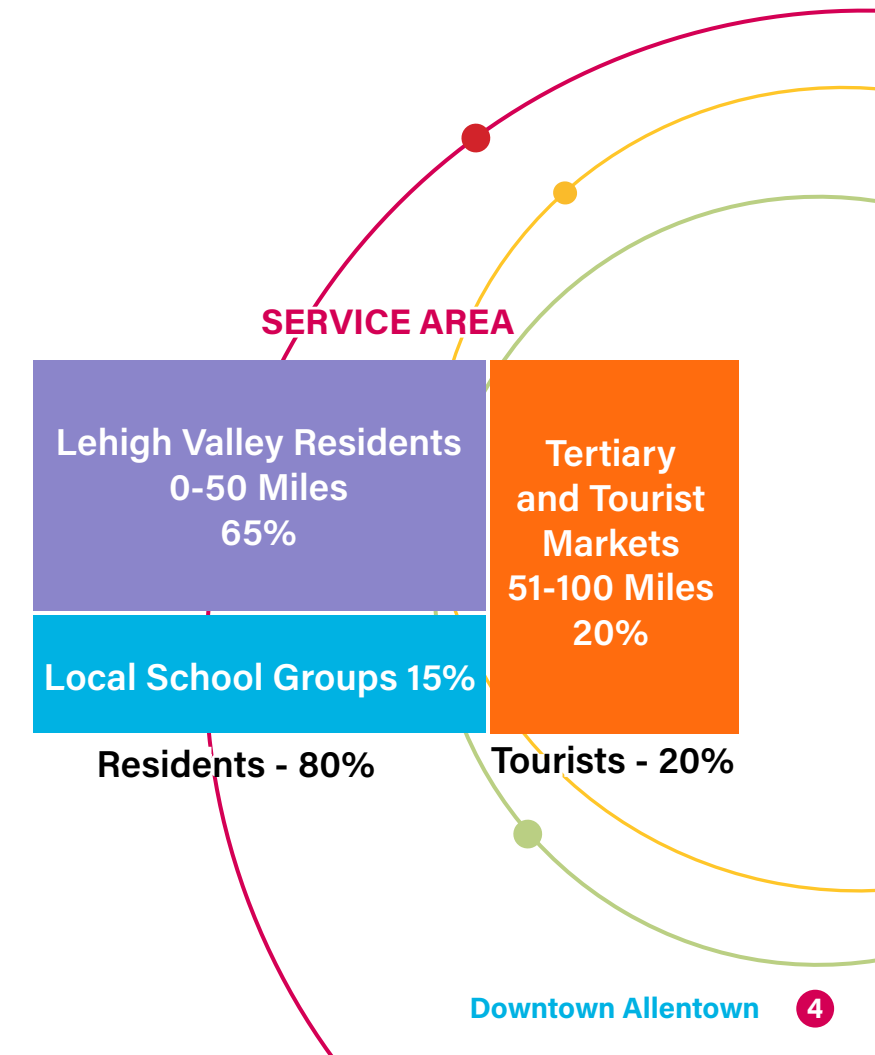 SERVICE AREA
Lehigh Valley Residents
0-50 Miles
65%
Local School Groups 15%
Residents - 80%
Tertiary
and Tourist
Markets
51-100 Miles
20%
Tourists - 20%
Downtown Allentown 4